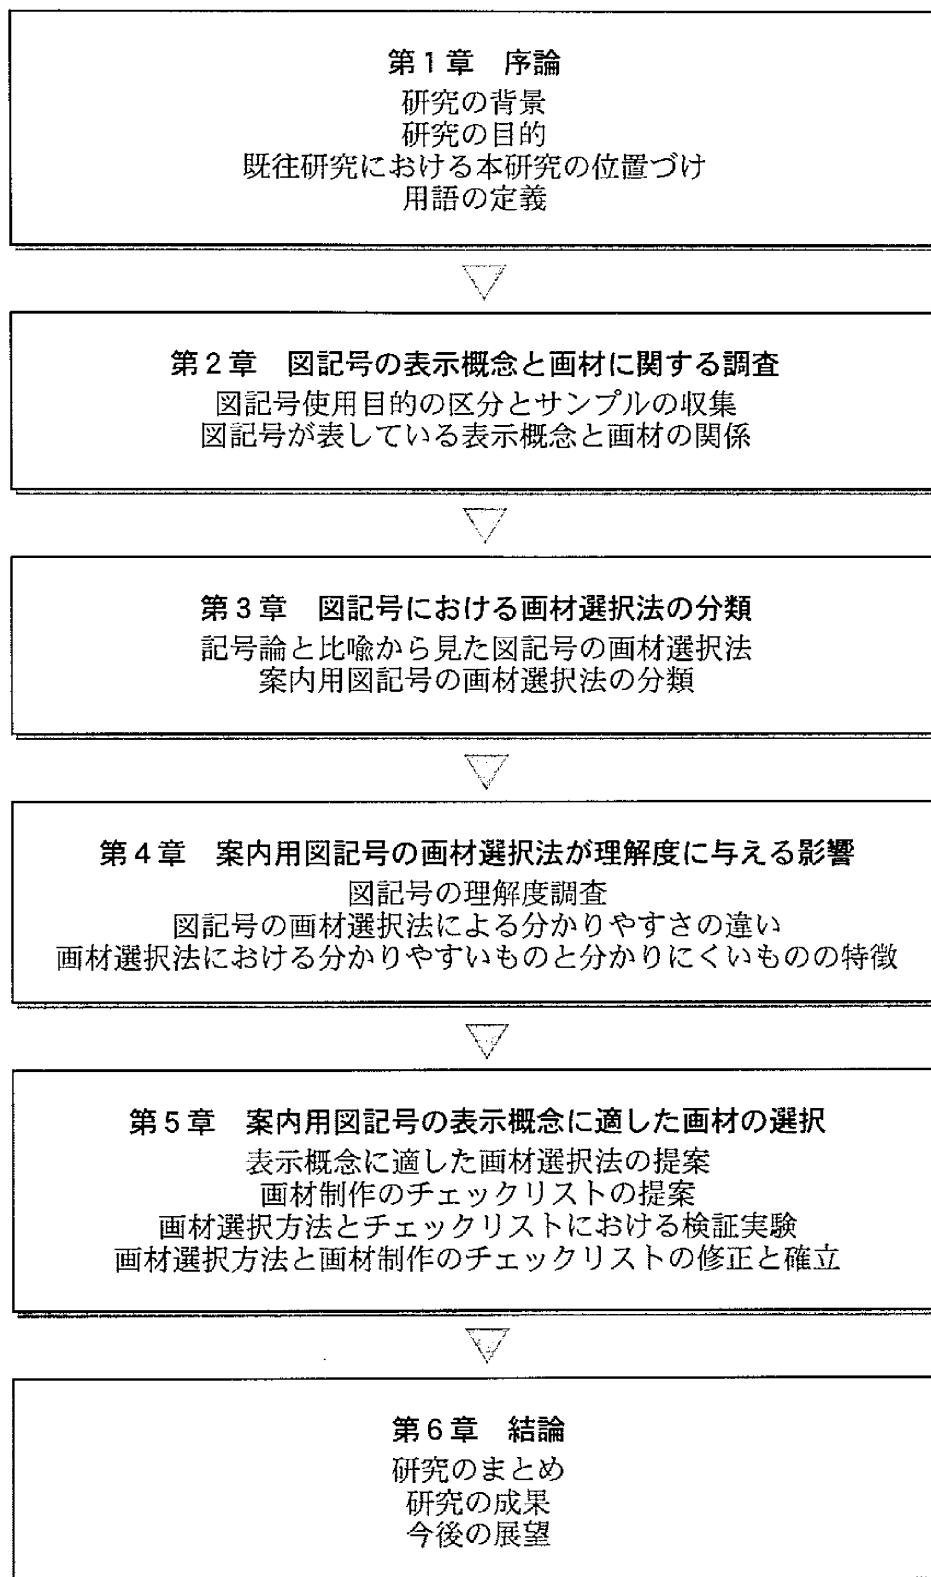 第1章　序論
研究の背景
研究の目的
既往研究における本研究の位置づけ
用語の定義
第2章　図記号の表示概念と画材に関する調査
図記号使用目的の区分とサンプルの収集
図記号が表している表示概念と画材の関係
第3章　図記号における画材選択法の分類
記号論と比喩から見た図記号の画材選択法
案内用図記号の画材選択法の分類
第4章　案内用図記号の画材選択法が理解度に与える影響
図記号の理解度調査
図記号の画材選択法による分かりやすさの違い
画材選択法における分かりやすいものと分かりにくいものの特徴
第5章　案内用図記号の表示概念に適した画材の選択
表示概念に適した画材選択法の提案
画材制作のチェックリストの提案
画材選択方法とチェックリストにおける検証実験
画材選択方法と画材制作のチェックリストの修正と確立
第6章　結論
研究のまとめ
研究の成果
今後の展望